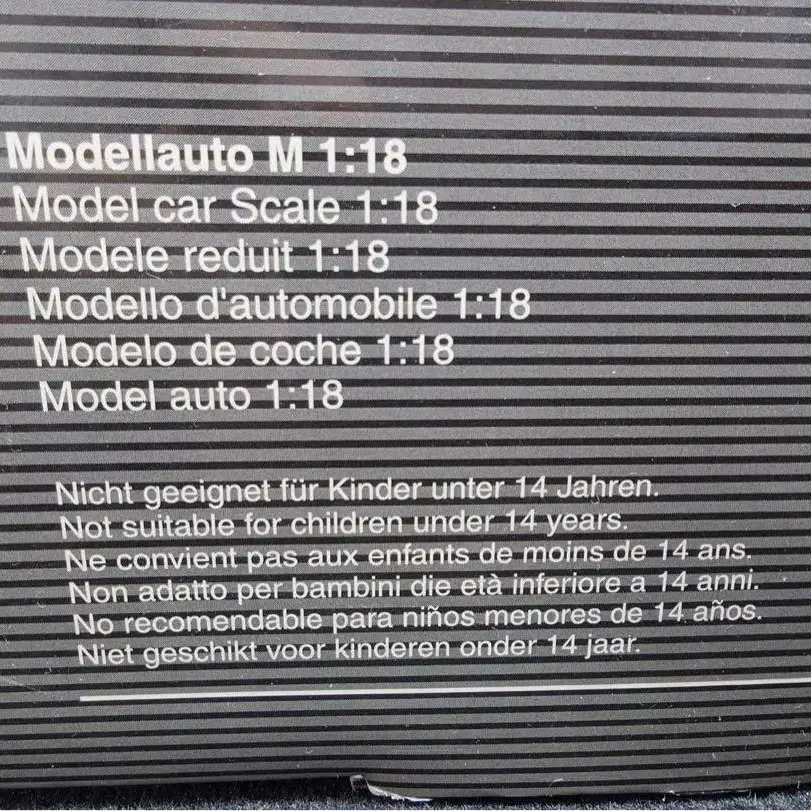 Modellauto M 1:18
Model car Scale 1:18
Modele reduit 1:18
Modello d'automobile 1:18
Modelo de coche 1:18
Model auto 1:18
Nicht geeignet für Kinder unter 14 Jahren.
Not suitable for children under 14 years.
Ne convient pas aux enfants de moins de 14 ans.
Non adatto per bambini die età inferiore a 14 anni.
No recomendable para niños menores de 14 años.
Niet geschikt voor kinderen onder 14 jaar.